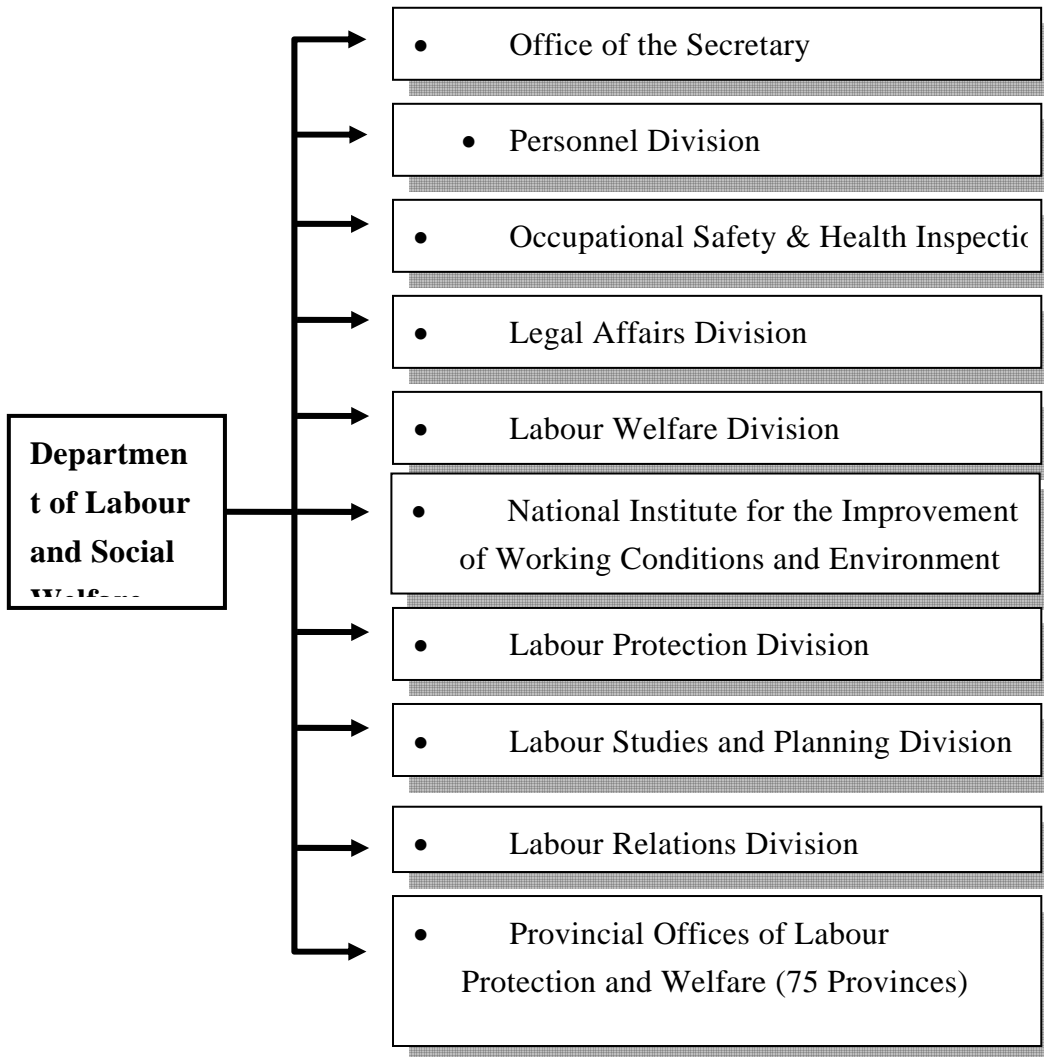 • Office of the Secretary
• Personnel Division
• Occupational Safety & Health Inspectio
• Legal Affairs Division
• Labour Welfare Division
Departmen
t of Labour
and Social
Welfare
• National Institute for the Improvement
of Working Conditions and Environment
• Labour Protection Division
• Labour Studies and Planning Division
• Labour Relations Division
• Provincial Offices of Labour
Protection and Welfare (75 Provinces)